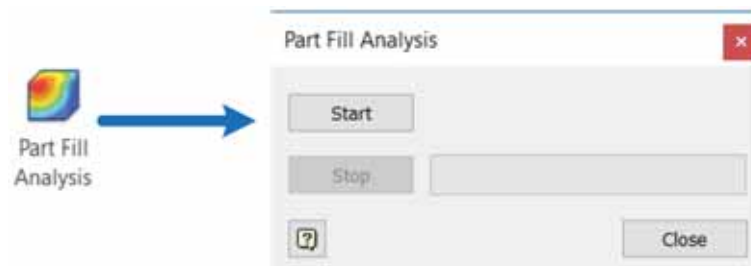 Part Fill
Analysis
Part Fill Analysis
×
Start
Stop
?
Close